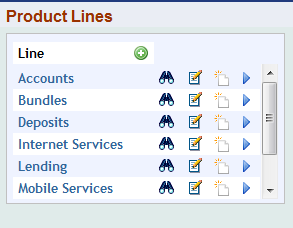 Product Lines
Line
Accounts
Bundles
Deposits
Internet Services
Lending
Mobile Services